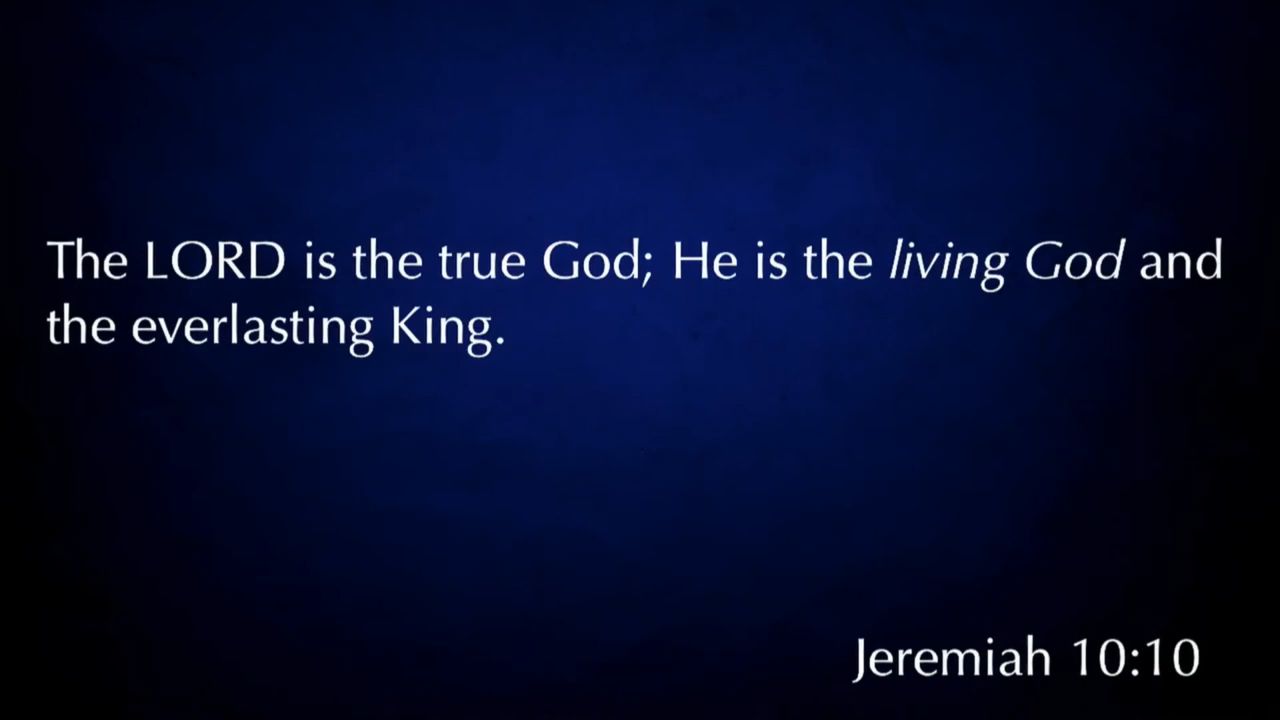 The LORD is the true God; He is the living God and
the everlasting King.
Jeremiah 10:10